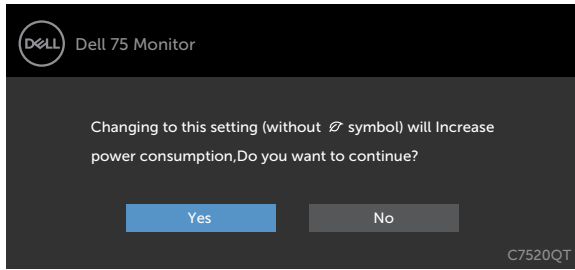 DELL
Dell 75 Monitor
Changing to this setting (without symbol) will Increase
power consumption,Do you want to continue?
Yes
No
C7520QT